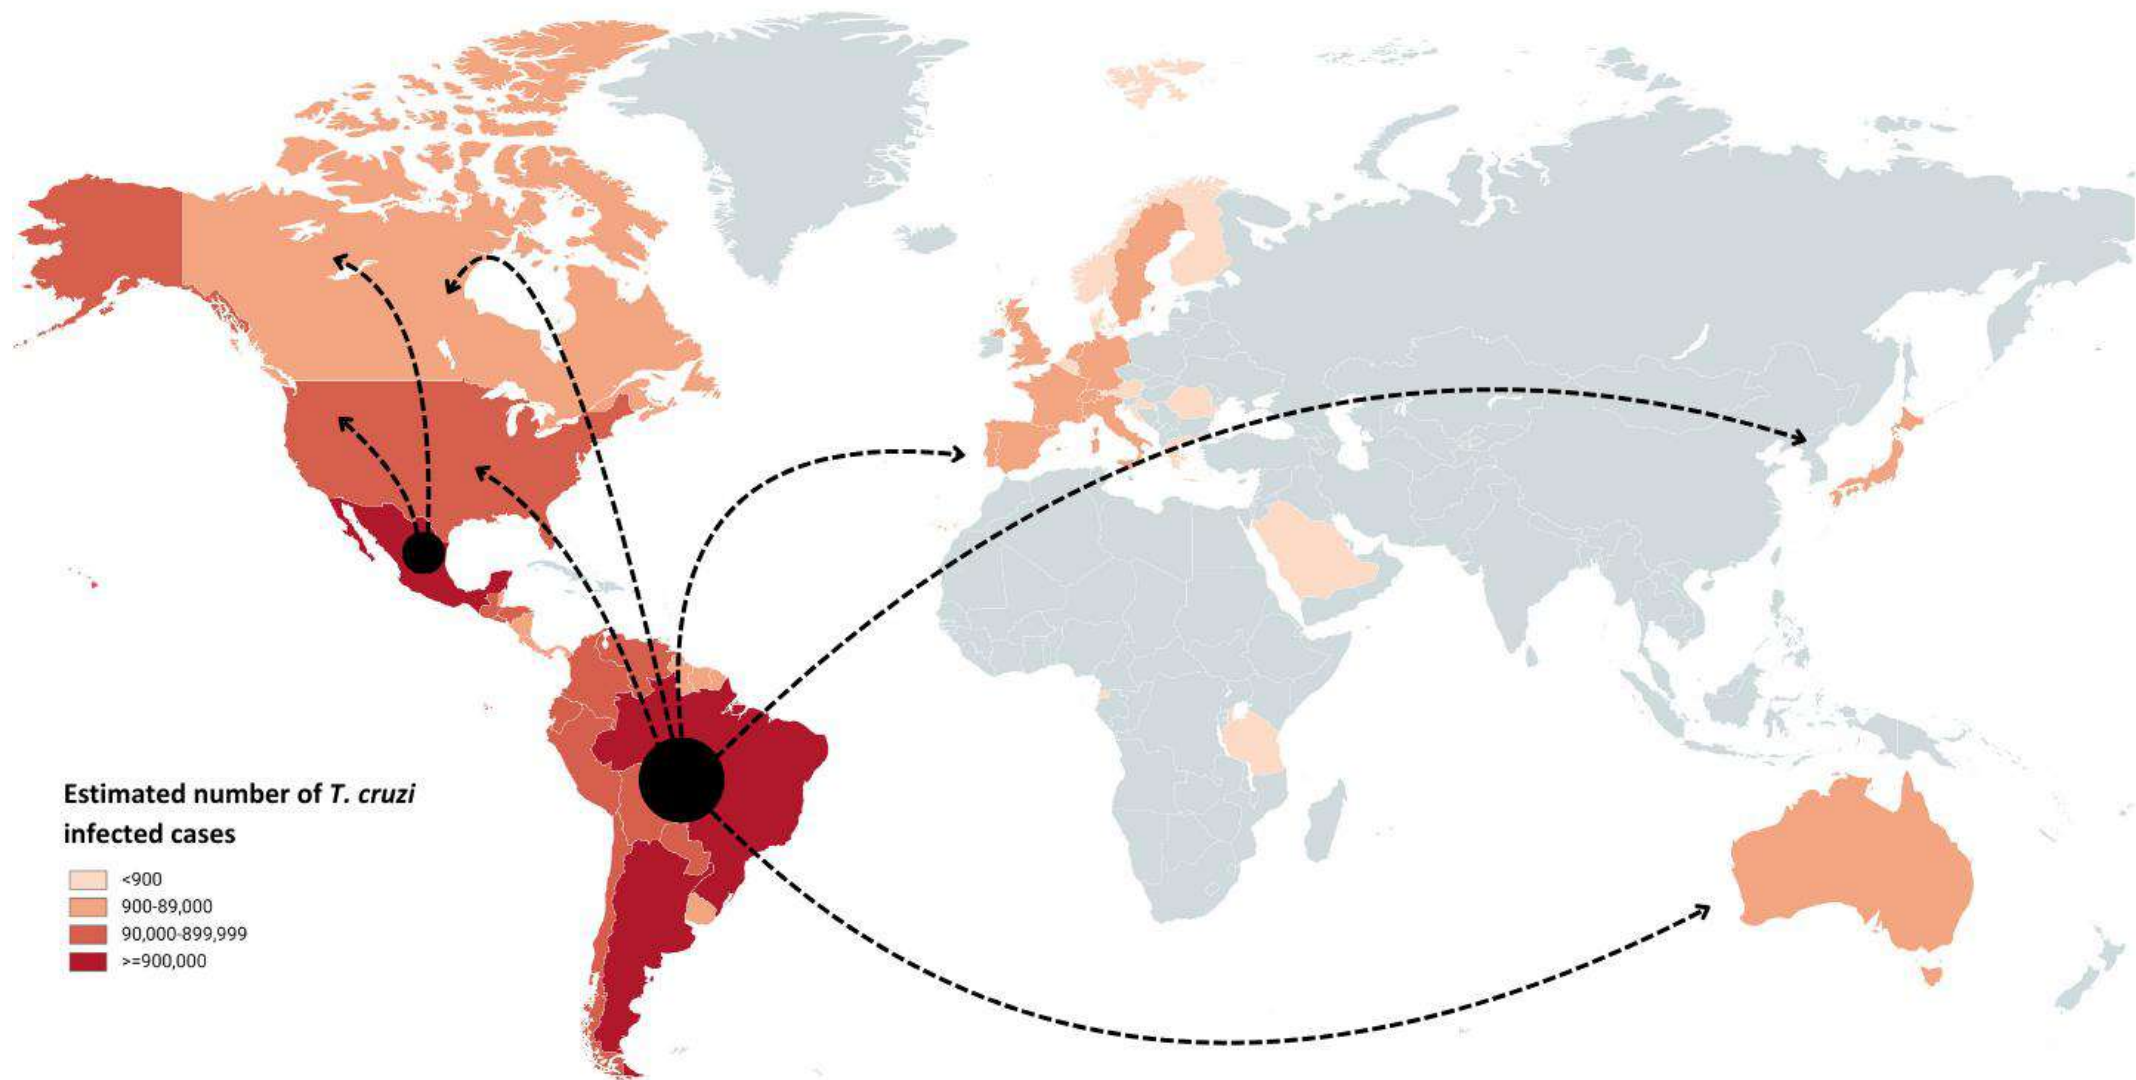 Estimated number of T. cruzi
infected cases
<900
900-89,000
90,000-899,999
>=900,000